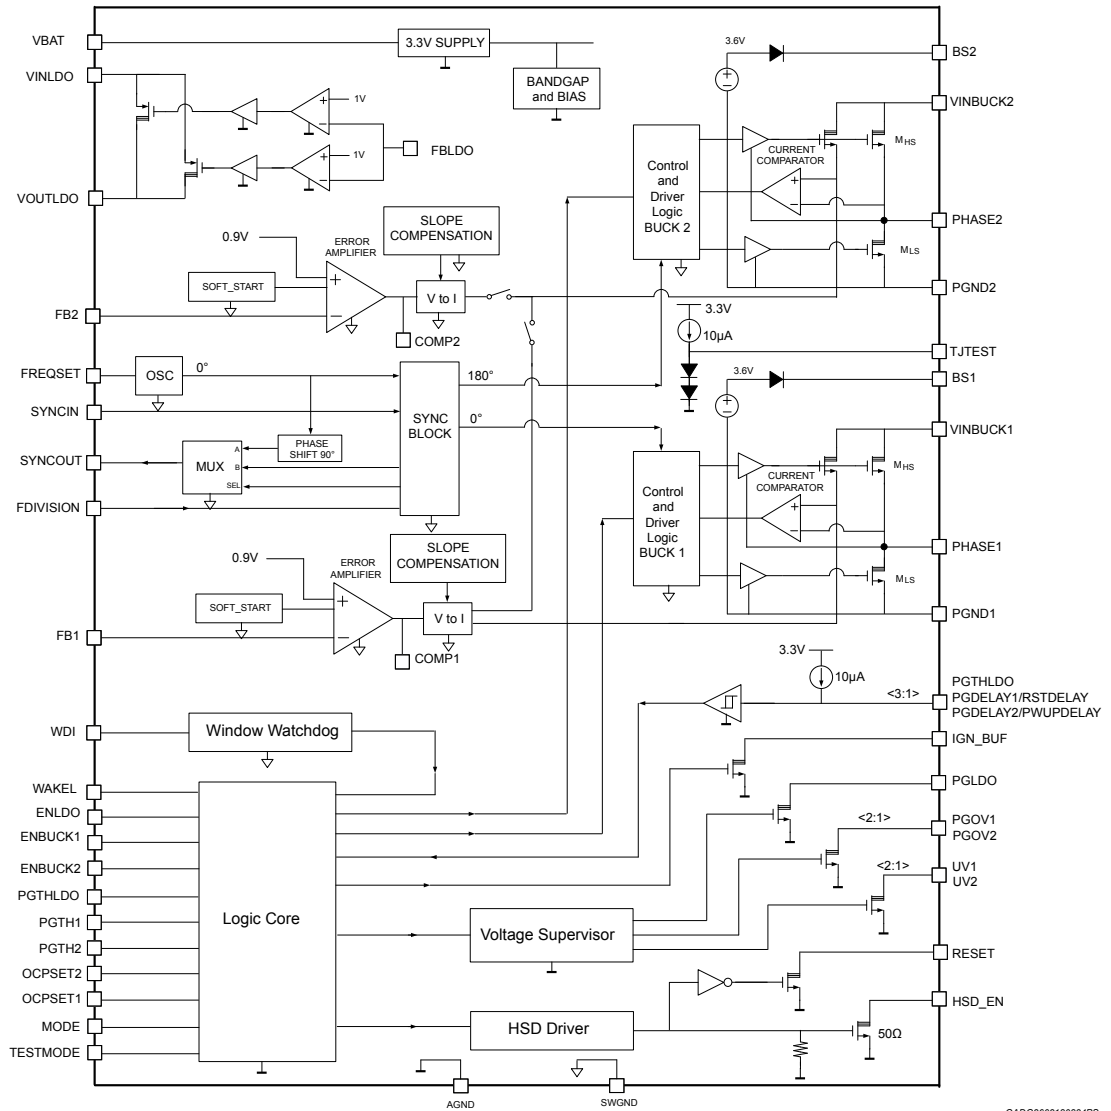 VBAT
3.3V SUPPLY
3.6V
BS2
VINLDO
BANDGAP
and BIAS
VINBUCK2
+
−
1V
+
−
1V
FBLDO
VOUTLDO
Control
and
Driver
Logic
BUCK 2
CURRENT
COMPARATOR
+
−
MHS
PHASE2
MLS
PGND2
SLOPE
COMPENSATION
0.9V
ERROR
AMPLIFIER
SOFT_START
+
−
V to I
FB2
COMP2
3.3V
10µA
TJTEST
FREQSET
OSC
0°
SYNC
BLOCK
180°
0°
3.6V
BS1
SYNCIN
PHASE
SHIFT 90°
SYNCOUT
MUX
A
B
SEL
FDIVISION
VINBUCK1
Control
and
Driver
Logic
BUCK 1
CURRENT
COMPARATOR
+
−
MHS
PHASE1
MLS
PGND1
SLOPE
COMPENSATION
0.9V
ERROR
AMPLIFIER
SOFT_START
+
−
V to I
FB1
COMP1
3.3V
10µA
<3:1>
PGTHLDO
PGDELAY1/RSTDELAY
PGDELAY2/PWUPDELAY
WDI
Window Watchdog
IGN_BUF
WAKEL
ENLDO
ENBUCK1
ENBUCK2
PGTHLDO
PGTH1
PGTH2
OCPSET2
OCPSET1
MODE
TESTMODE
Logic Core
PGLDO
<2:1>
PGOV1
PGOV2
<2:1>
UV1
UV2
Voltage Supervisor
RESET
HSD Driver
50Ω
HSD_EN
AGND
SWGND